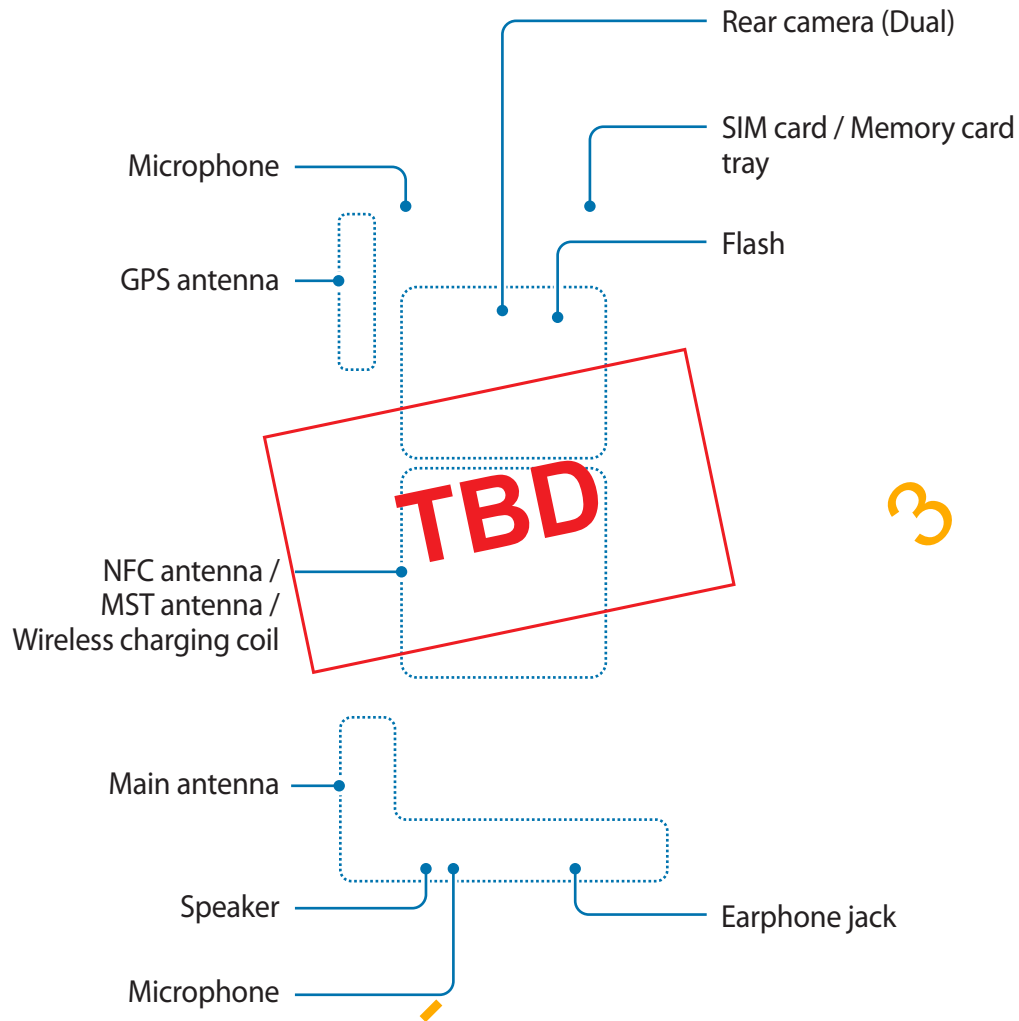 Rear camera (Dual)
SIM card / Memory card
tray
Microphone
Flash
GPS antenna
TBD
3
NFC antenna /
MST antenna /
Wireless charging coil
Main antenna
Speaker
Earphone jack
Microphone